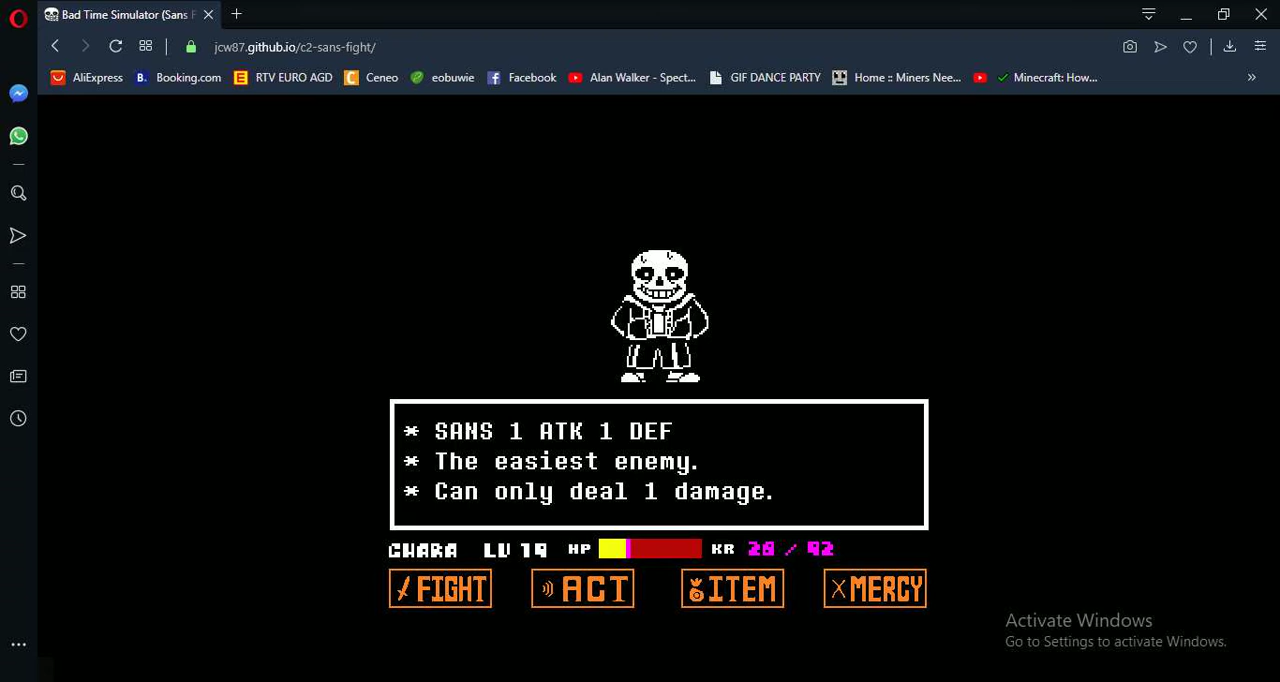 Bad Time Simulator (Sans F
jcw87.github.io/c2-sans-fight/
AliExpress B. Booking.com E RTV EURO AGD C Ceneo eobuwie Facebook Alan Walker - Spect... GIF DANCE PARTY Home :: Miners Nee... Minecraft: How...
* SANS 1 ATK 1 DEF
* The easiest enemy.
* Can only deal 1 damage.
CHARA LV 19 HP KR 28 / 92
FIGHT ACT ITEM MERCY
Activate Windows
Go to Settings to activate Windows.